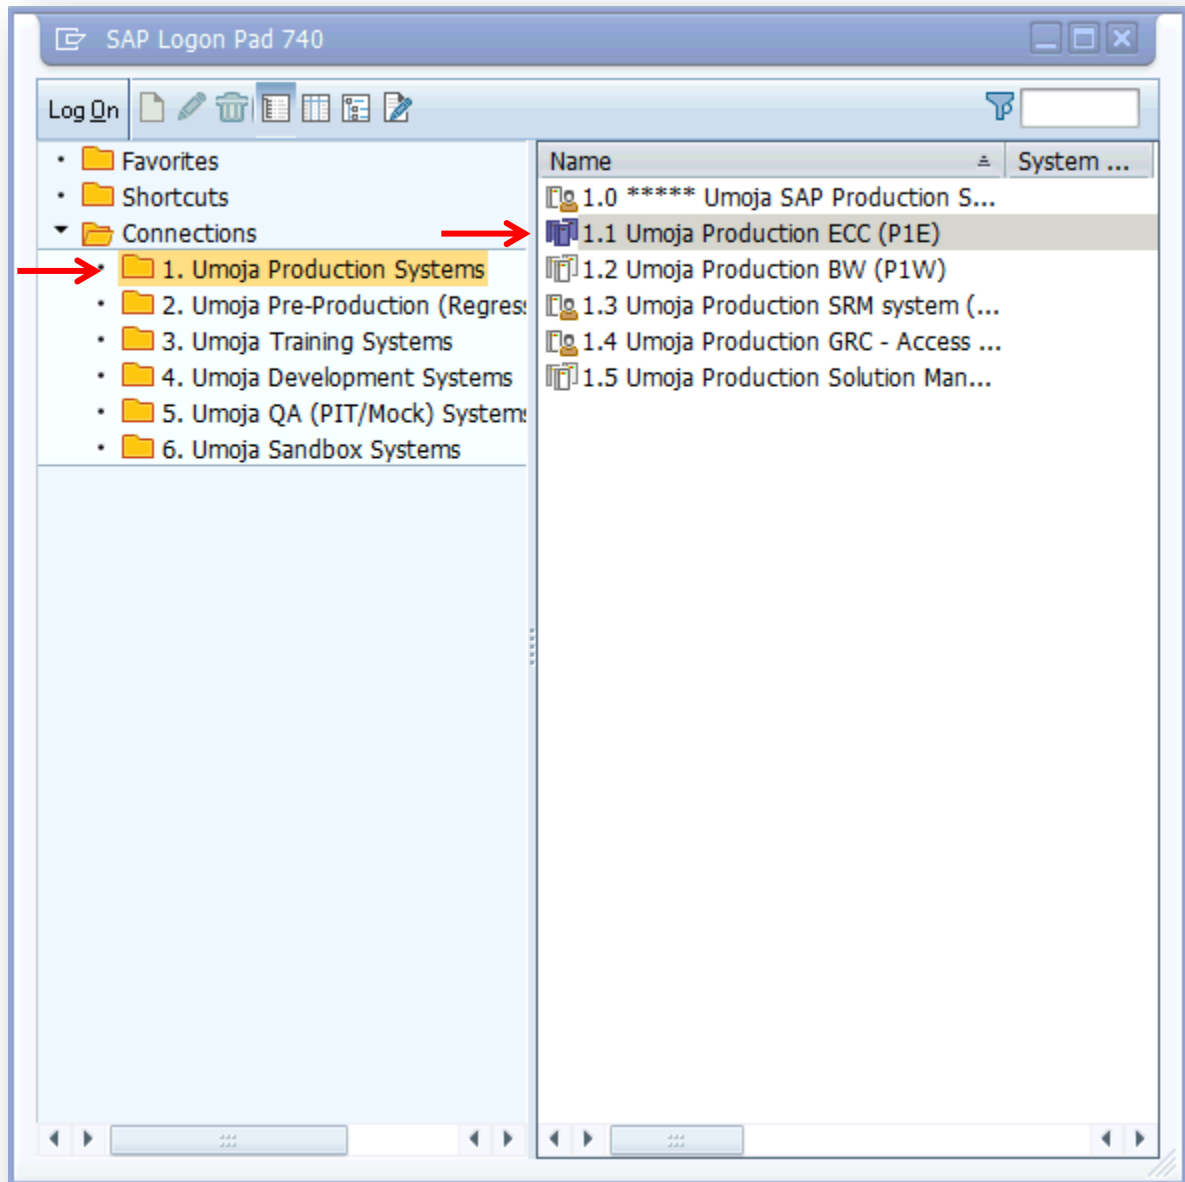 SAP Logon Pad 740
Log On
Favorites
Shortcuts
Connections
1. Umoja Production Systems
2. Umoja Pre-Production (Regres
3. Umoja Training Systems
4. Umoja Development Systems
5. Umoja QA (PIT/Mock) Systems
6. Umoja Sandbox Systems
Name System ...
1.0 ***** Umoja SAP Production S...
1.1 Umoja Production ECC (P1E)
1.2 Umoja Production BW (P1W)
1.3 Umoja Production SRM system (...
1.4 Umoja Production GRC - Access ...
1.5 Umoja Production Solution Man...